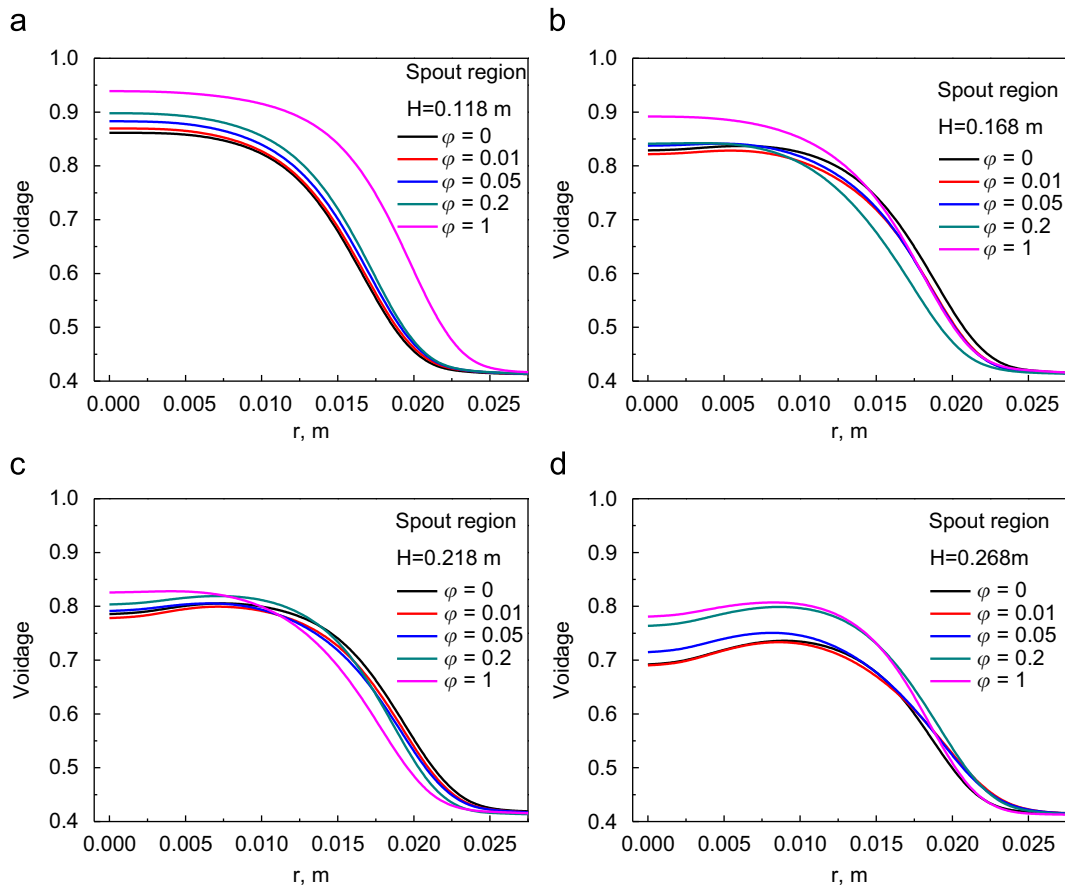 a
1.0
0.9
0.8
0.7
0.6
0.5
0.4
Voidage
Spout region
H=0.118 m
φ = 0
φ = 0.01
φ = 0.05
φ = 0.2
φ = 1
0.000 0.005 0.010 0.015 0.020 0.025
r, m
b
1.0
0.9
0.8
0.7
0.6
0.5
0.4
Voidage
Spout region
H=0.168 m
φ = 0
φ = 0.01
φ = 0.05
φ = 0.2
φ = 1
0.000 0.005 0.010 0.015 0.020 0.025
r, m
c
1.0
0.9
0.8
0.7
0.6
0.5
0.4
Voidage
Spout region
H=0.218 m
φ = 0
φ = 0.01
φ = 0.05
φ = 0.2
φ = 1
0.000 0.005 0.010 0.015 0.020 0.025
r, m
d
1.0
0.9
0.8
0.7
0.6
0.5
0.4
Voidage
Spout region
H=0.268m
φ = 0
φ = 0.01
φ = 0.05
φ = 0.2
φ = 1
0.000 0.005 0.010 0.015 0.020 0.025
r, m